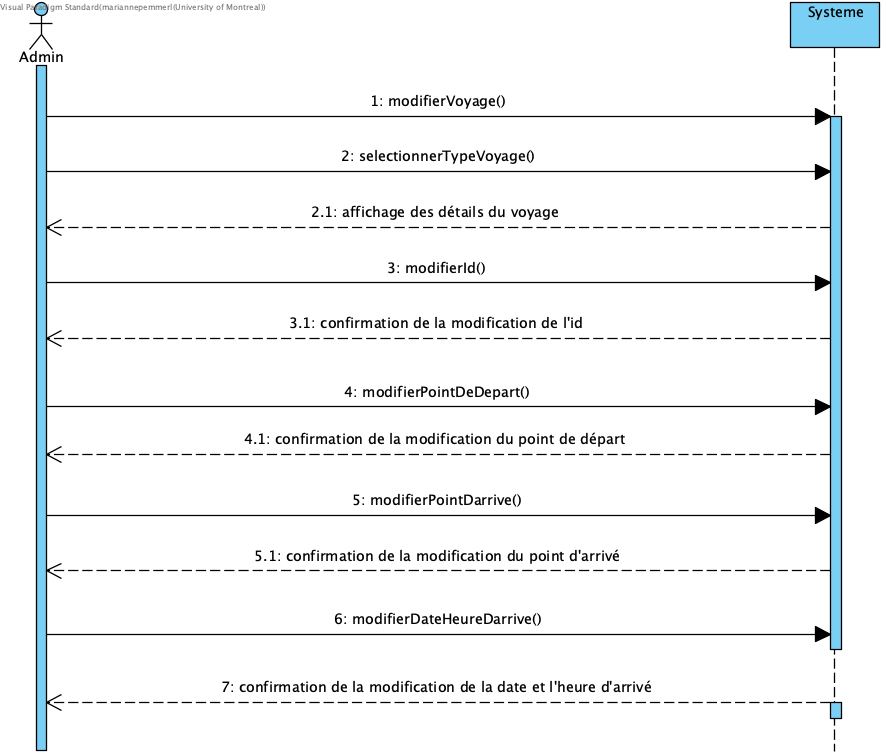 Visual Paradigm Standard(mariannepemmerl(University of Montreal))
Systeme
Admin
1: modifierVoyage()
2: selectionnerTypeVoyage()
2.1: affichage des détails du voyage
3: modifierId()
3.1: confirmation de la modification de l'id
4: modifierPointDeDepart()
4.1: confirmation de la modification du point de départ
5: modifierPointDarrive()
5.1: confirmation de la modification du point d'arrivé
6: modifierDateHeureDarrive()
7: confirmation de la modification de la date et l'heure d'arrivé